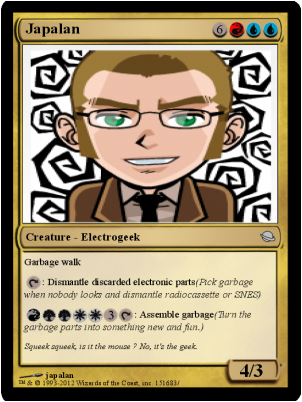 Japalan 6
Creature - Electrogeek
Garbage walk
: Dismantle discarded electronic parts(Pick garbage
when nobody looks and dismantle radiocassette or SNES)
3 : Assemble garbage(Turn the
garbage parts into something new and fun.)
Squeek squeek, is it the mouse ? No, it's the geek.
4/3
japalan
™ & © 1993-2012 Wizards of the Coast, inc. 151683/